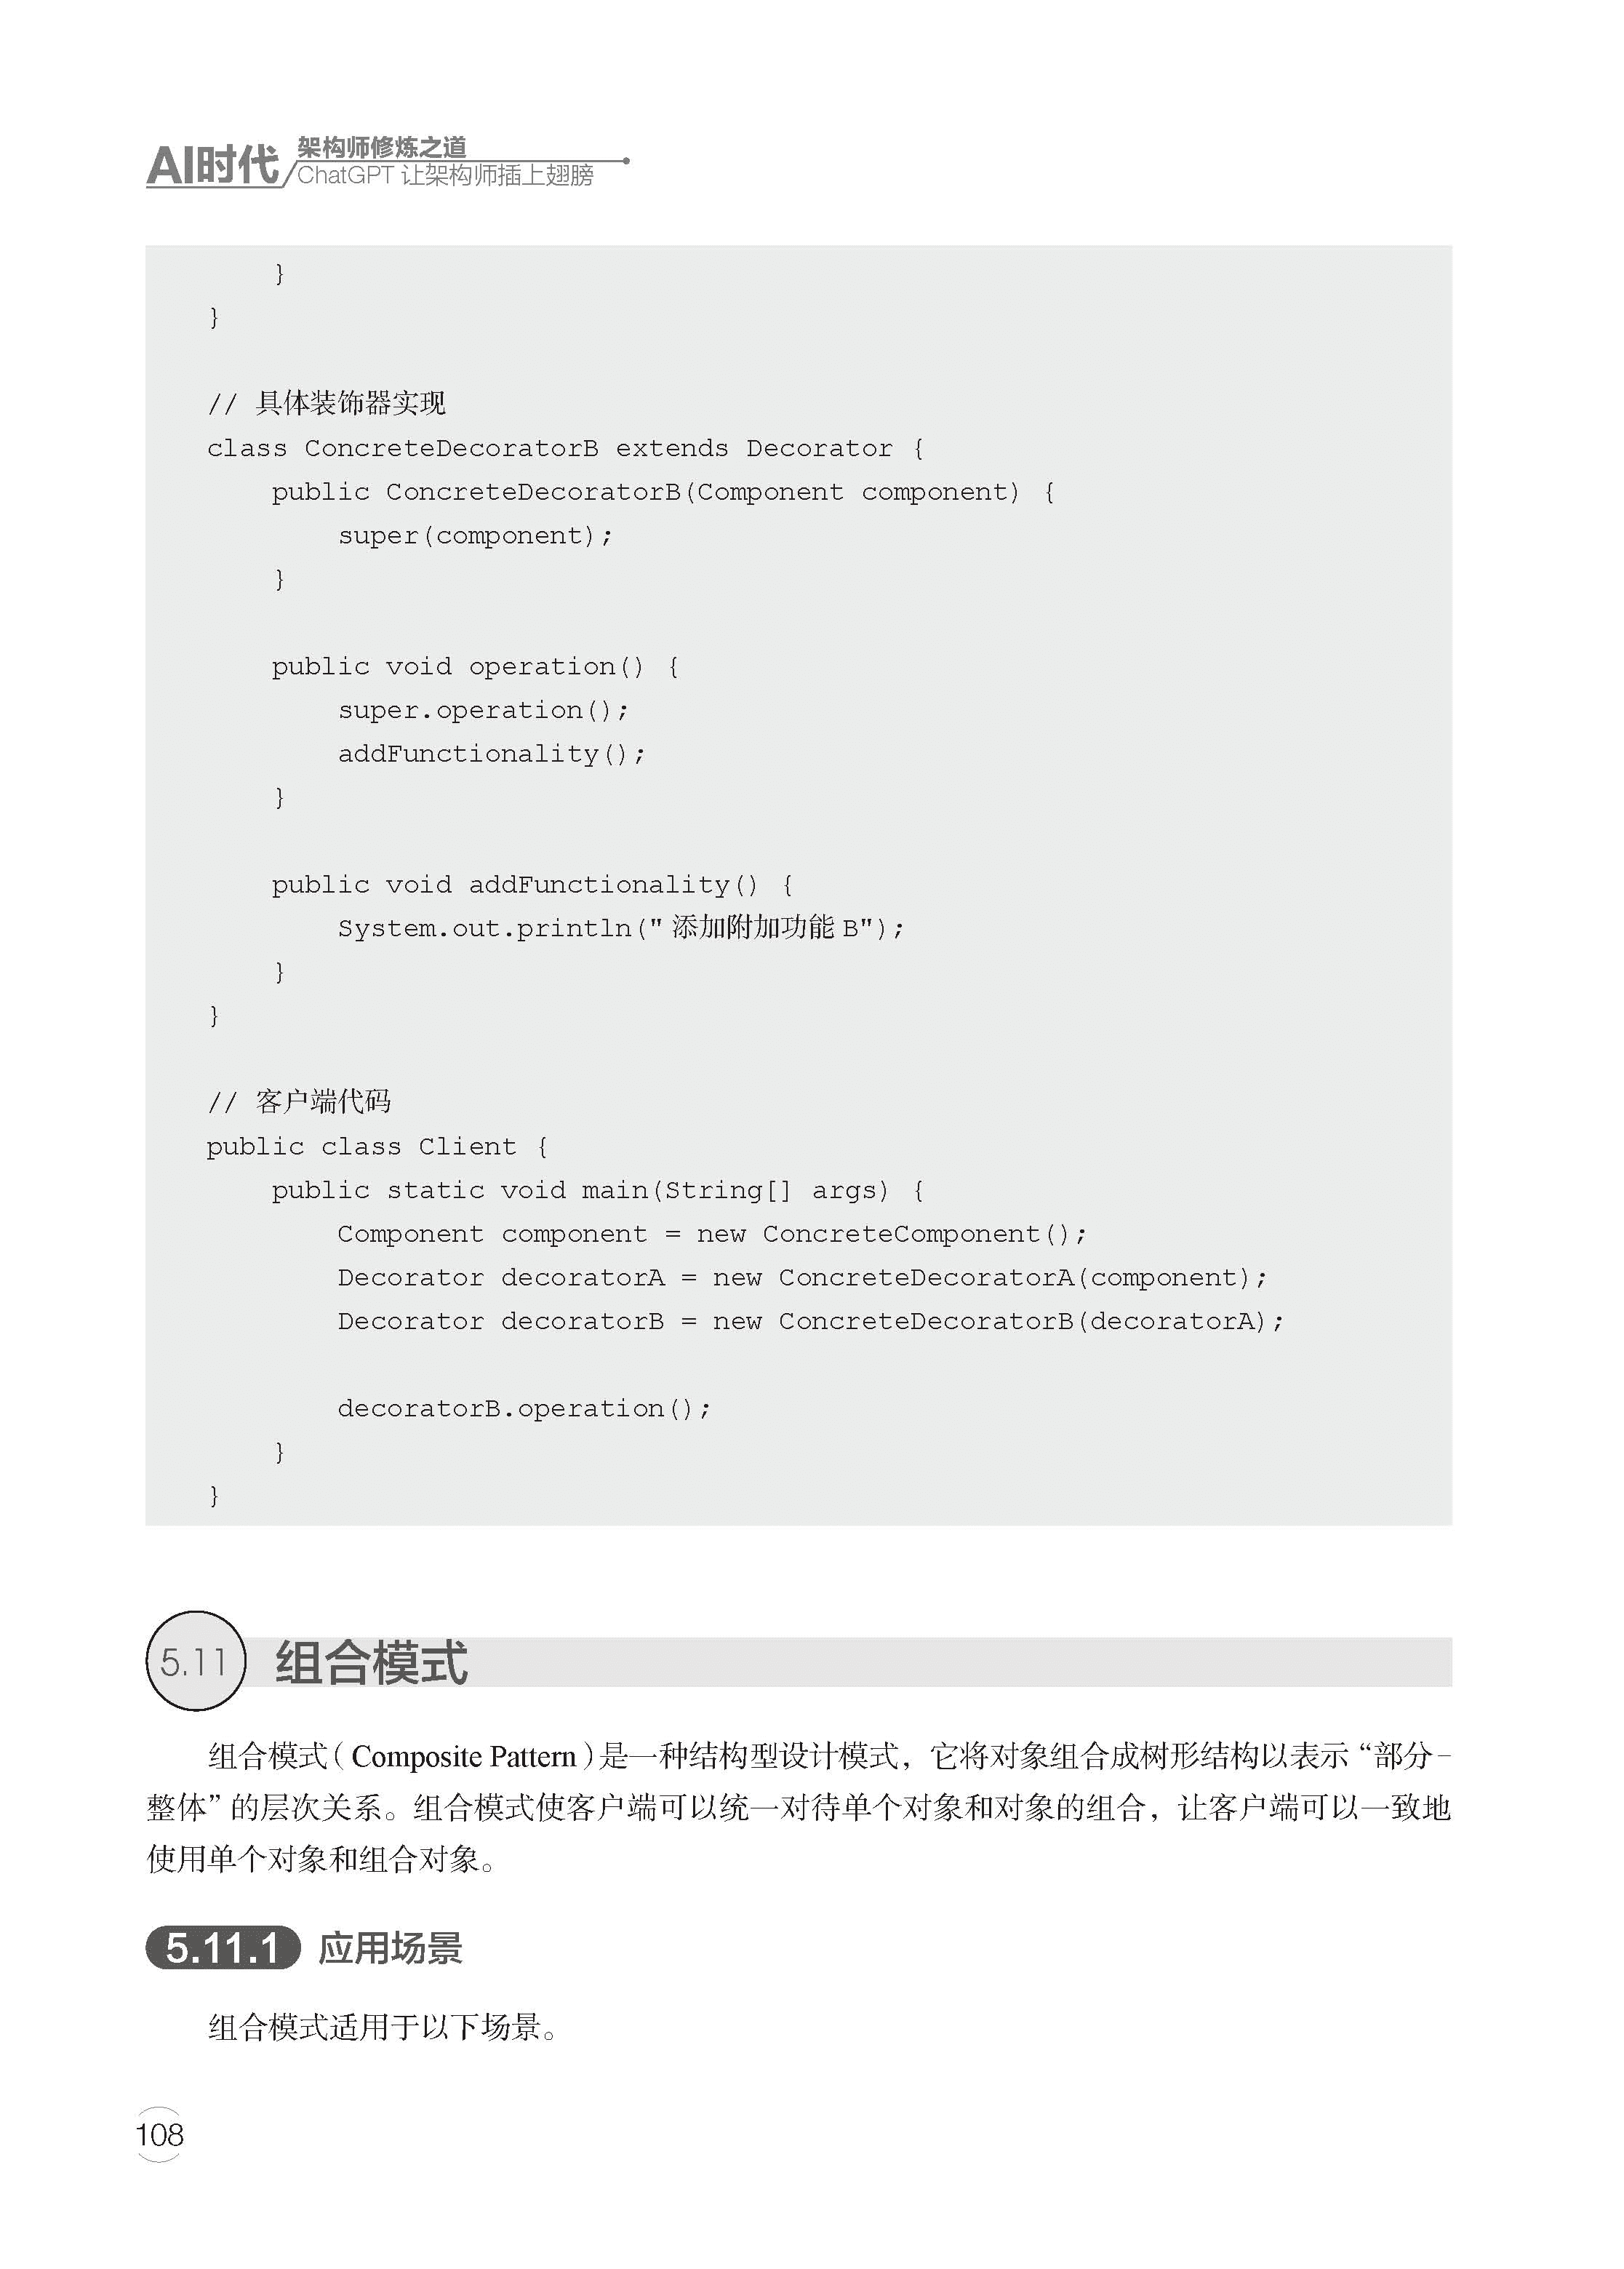 AI时代 架构师修炼之道
ChatGPT 让架构师插上翅膀
    }
}
// 具体装饰器实现
class ConcreteDecoratorB extends Decorator {
    public ConcreteDecoratorB(Component component) {
        super(component);
    }
    public void operation() {
        super.operation();
        addFunctionality();
    }
    public void addFunctionality() {
        System.out.println("添加附加功能B");
    }
}
// 客户端代码
public class Client {
    public static void main(String[] args) {
        Component component = new ConcreteComponent();
        Decorator decoratorA = new ConcreteDecoratorA(component);
        Decorator decoratorB = new ConcreteDecoratorB(decoratorA);
        decoratorB.operation();
    }
}
5.11 组合模式
组合模式(Composite Pattern)是一种结构型设计模式，它将对象组合成树形结构以表示“部分-
整体”的层次关系。组合模式使客户端可以统一对待单个对象和对象的组合，让客户端可以一致地
使用单个对象和组合对象。
5.11.1 应用场景
组合模式适用于以下场景。
108